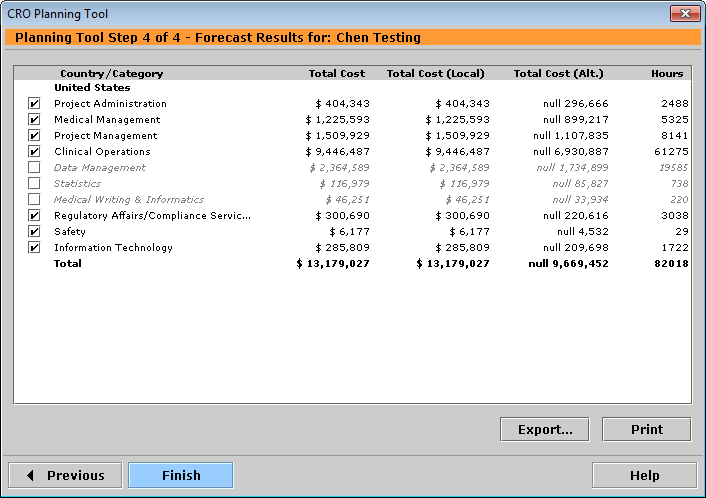 CRO Planning Tool
Planning Tool Step 4 of 4 - Forecast Results for: Chen Testing
Country/Category Total Cost Total Cost (Local) Total Cost (Alt.) Hours
United States
Project Administration $ 404,343 $ 404,343 null 296,666 2488
Medical Management $ 1,225,593 $ 1,225,593 null 899,217 5325
Project Management $ 1,509,929 $ 1,509,929 null 1,107,835 8141
Clinical Operations $ 9,446,487 $ 9,446,487 null 6,930,887 61275
Data Management $ 2,364,589 $ 2,364,589 null 1,734,899 19585
Statistics $ 116,979 $ 116,979 null 85,827 738
Medical Writing & Informatics $ 46,251 $ 46,251 null 33,934 220
Regulatory Affairs/Compliance Servic... $ 300,690 $ 300,690 null 220,616 3038
Safety $ 6,177 $ 6,177 null 4,532 29
Information Technology $ 285,809 $ 285,809 null 209,698 1722
Total $ 13,179,027 $ 13,179,027 null 9,669,452 82018
Export... Print
Previous Finish Help